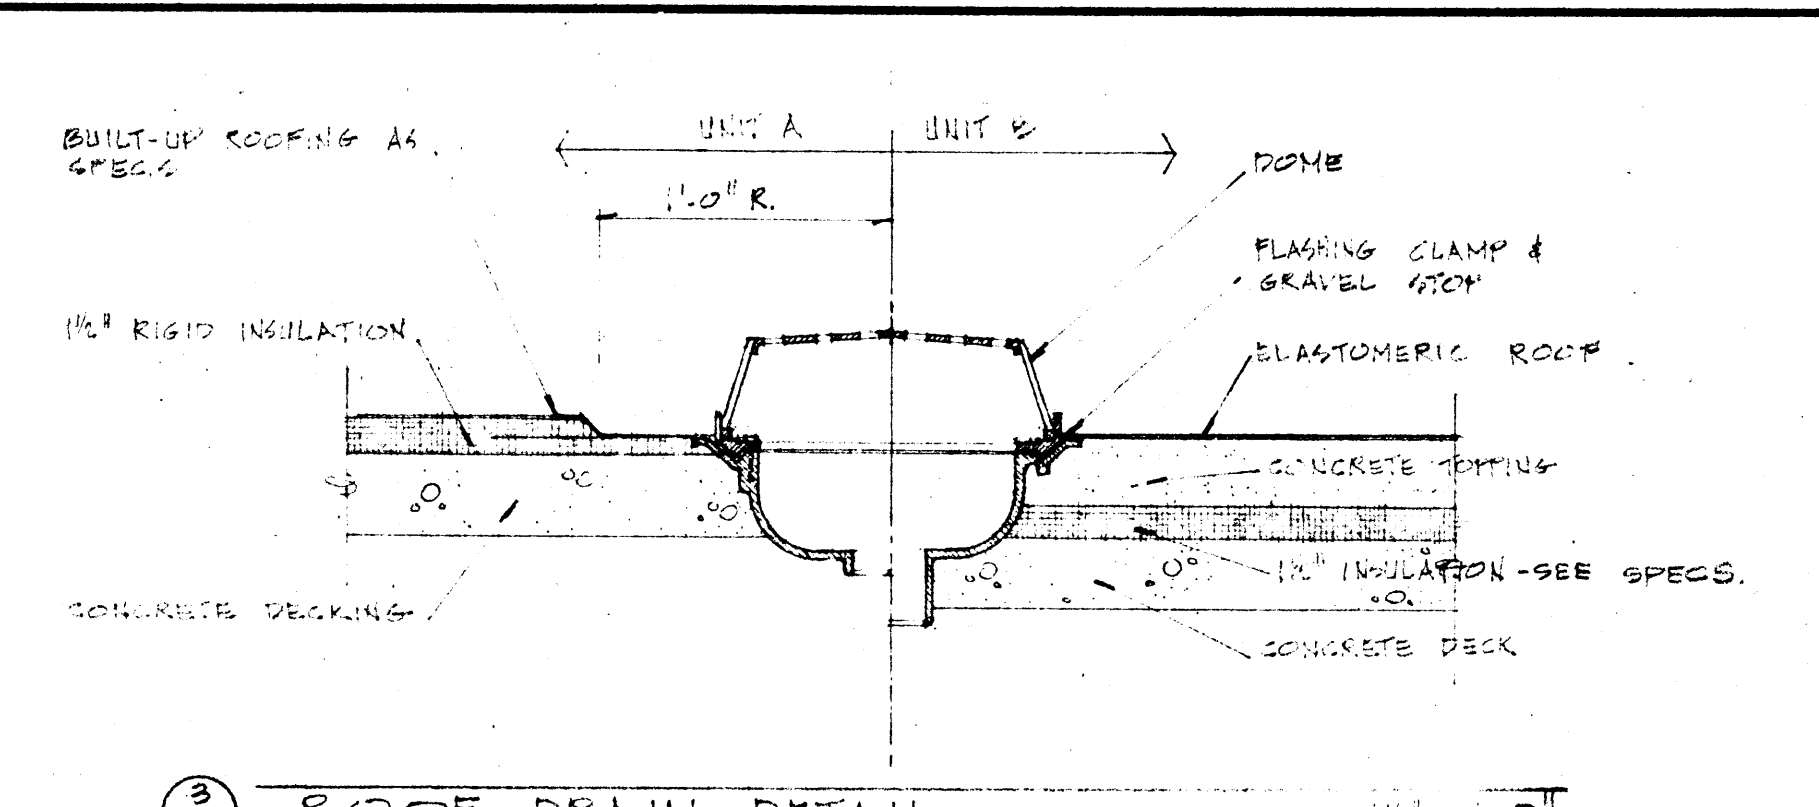 BUILT-UP ROOFING AS
SPECS
UNIT A
UNIT B
1'-0" R.
DOME
FLASHING CLAMP &
GRAVEL STOP
1½" RIGID INSULATION
ELASTOMERIC ROOF
CONCRETE TOPPING
1½" INSULATION - SEE SPECS.
CONCRETE DECKING
CONCRETE DECK
3
ROOF DRAIN DETAIL